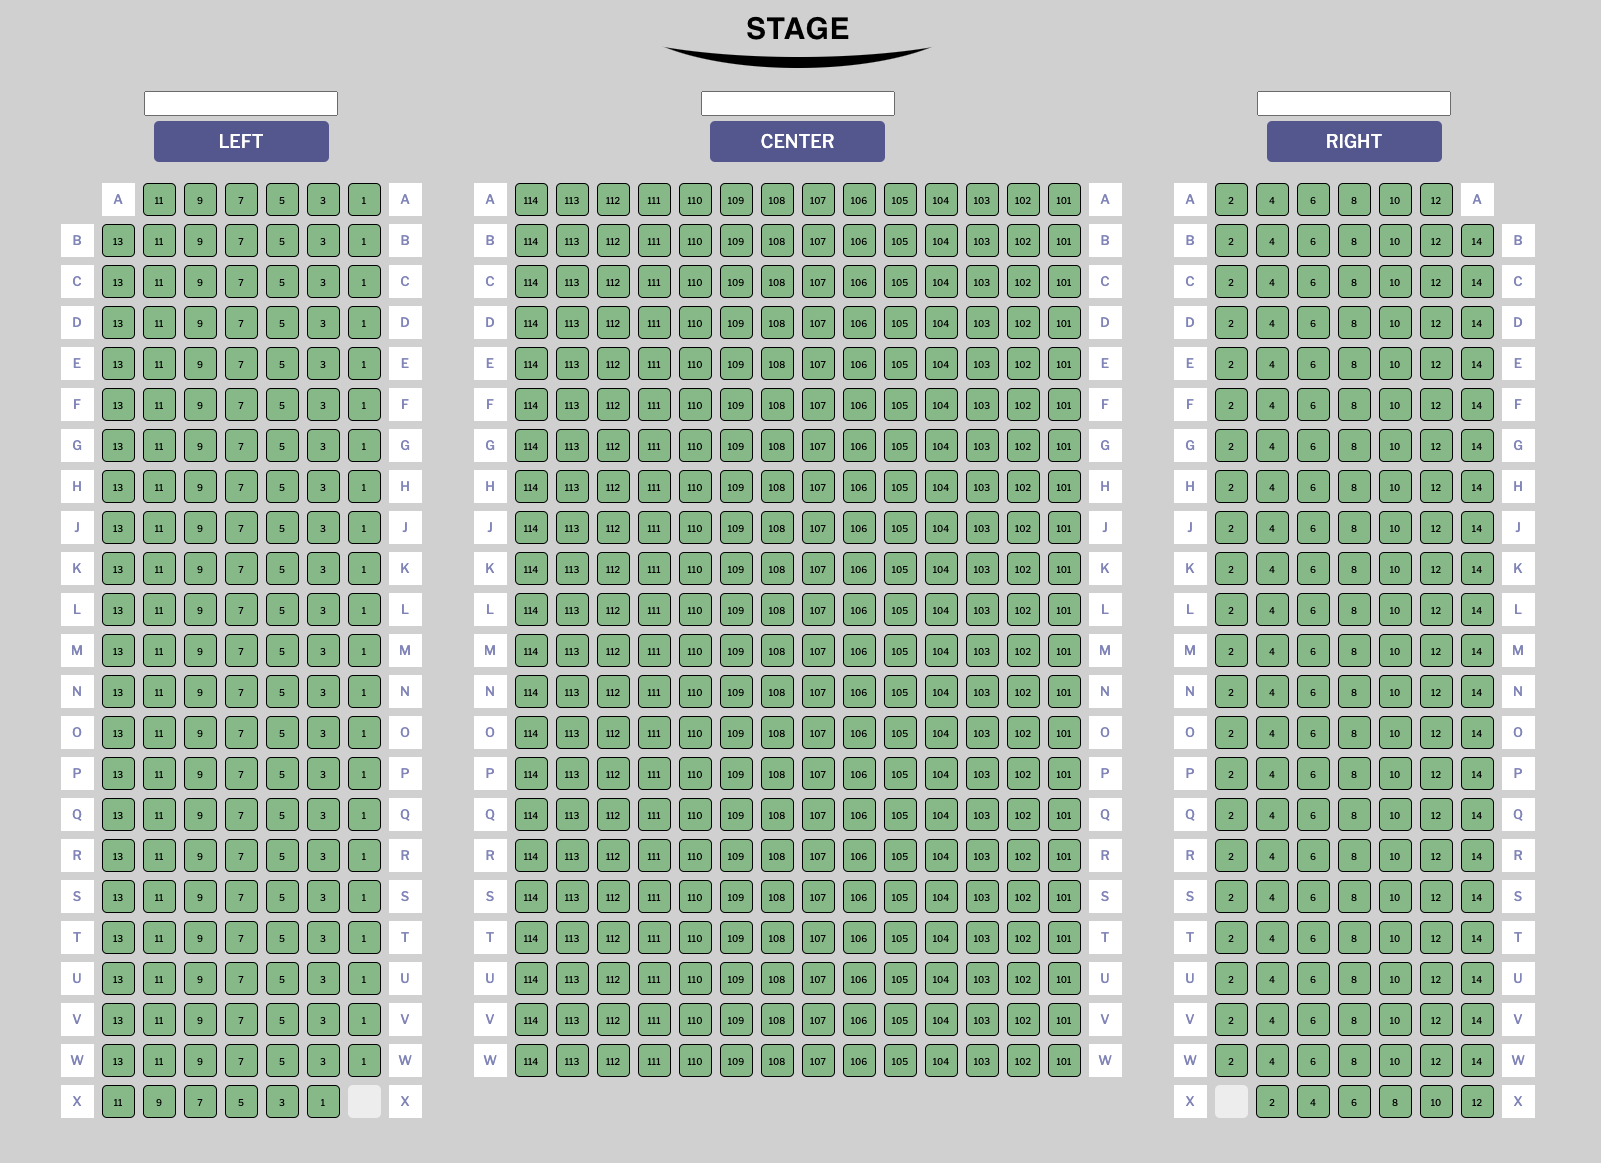 STAGE
LEFT CENTER RIGHT
A 11 9 7 5 3 1 A A 114 113 112 111 110 109 108 107 106 105 104 103 102 101 A A 2 4 6 8 10 12 A
B 13 11 9 7 5 3 1 B B 114 113 112 111 110 109 108 107 106 105 104 103 102 101 B B 2 4 6 8 10 12 14 B
C 13 11 9 7 5 3 1 C C 114 113 112 111 110 109 108 107 106 105 104 103 102 101 C C 2 4 6 8 10 12 14 C
D 13 11 9 7 5 3 1 D D 114 113 112 111 110 109 108 107 106 105 104 103 102 101 D D 2 4 6 8 10 12 14 D
E 13 11 9 7 5 3 1 E E 114 113 112 111 110 109 108 107 106 105 104 103 102 101 E E 2 4 6 8 10 12 14 E
F 13 11 9 7 5 3 1 F F 114 113 112 111 110 109 108 107 106 105 104 103 102 101 F F 2 4 6 8 10 12 14 F
G 13 11 9 7 5 3 1 G G 114 113 112 111 110 109 108 107 106 105 104 103 102 101 G G 2 4 6 8 10 12 14 G
H 13 11 9 7 5 3 1 H H 114 113 112 111 110 109 108 107 106 105 104 103 102 101 H H 2 4 6 8 10 12 14 H
J 13 11 9 7 5 3 1 J J 114 113 112 111 110 109 108 107 106 105 104 103 102 101 J J 2 4 6 8 10 12 14 J
K 13 11 9 7 5 3 1 K K 114 113 112 111 110 109 108 107 106 105 104 103 102 101 K K 2 4 6 8 10 12 14 K
L 13 11 9 7 5 3 1 L L 114 113 112 111 110 109 108 107 106 105 104 103 102 101 L L 2 4 6 8 10 12 14 L
M 13 11 9 7 5 3 1 M M 114 113 112 111 110 109 108 107 106 105 104 103 102 101 M M 2 4 6 8 10 12 14 M
N 13 11 9 7 5 3 1 N N 114 113 112 111 110 109 108 107 106 105 104 103 102 101 N N 2 4 6 8 10 12 14 N
O 13 11 9 7 5 3 1 O O 114 113 112 111 110 109 108 107 106 105 104 103 102 101 O O 2 4 6 8 10 12 14 O
P 13 11 9 7 5 3 1 P P 114 113 112 111 110 109 108 107 106 105 104 103 102 101 P P 2 4 6 8 10 12 14 P
Q 13 11 9 7 5 3 1 Q Q 114 113 112 111 110 109 108 107 106 105 104 103 102 101 Q Q 2 4 6 8 10 12 14 Q
R 13 11 9 7 5 3 1 R R 114 113 112 111 110 109 108 107 106 105 104 103 102 101 R R 2 4 6 8 10 12 14 R
S 13 11 9 7 5 3 1 S S 114 113 112 111 110 109 108 107 106 105 104 103 102 101 S S 2 4 6 8 10 12 14 S
T 13 11 9 7 5 3 1 T T 114 113 112 111 110 109 108 107 106 105 104 103 102 101 T T 2 4 6 8 10 12 14 T
U 13 11 9 7 5 3 1 U U 114 113 112 111 110 109 108 107 106 105 104 103 102 101 U U 2 4 6 8 10 12 14 U
V 13 11 9 7 5 3 1 V V 114 113 112 111 110 109 108 107 106 105 104 103 102 101 V V 2 4 6 8 10 12 14 V
W 13 11 9 7 5 3 1 W W 114 113 112 111 110 109 108 107 106 105 104 103 102 101 W W 2 4 6 8 10 12 14 W
X 11 9 7 5 3 1 X X 2 4 6 8 10 12 X